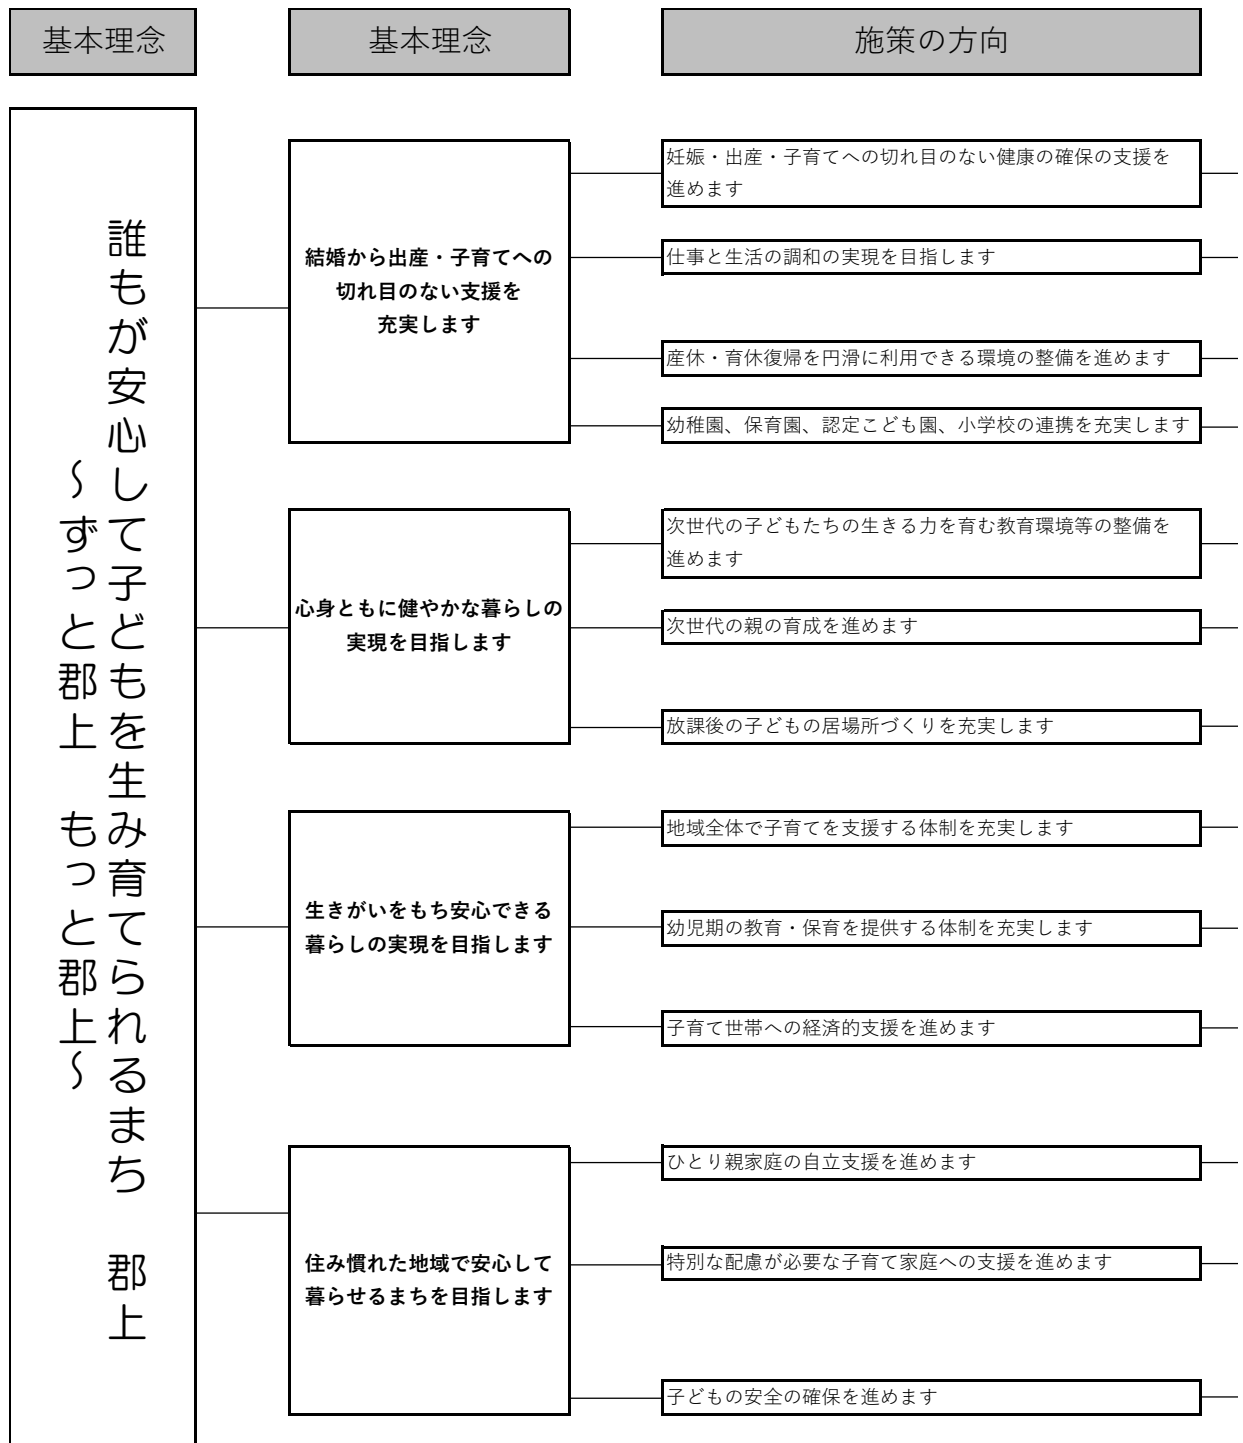 基本理念
基本理念
施策の方向
誰もが安心して子どもを生み育てられるまち　郡上
～ずっと郡上　もっと郡上～
結婚から出産・子育てへの
切れ目のない支援を
充実します
妊娠・出産・子育てへの切れ目のない健康の確保の支援を
進めます
仕事と生活の調和の実現を目指します
産休・育休復帰を円滑に利用できる環境の整備を進めます
幼稚園、保育園、認定こども園、小学校の連携を充実します
心身ともに健やかな暮らしの
実現を目指します
次世代の子どもたちの生きる力を育む教育環境等の整備を
進めます
次世代の親の育成を進めます
放課後の子どもの居場所づくりを充実します
生きがいをもち安心できる
暮らしの実現を目指します
地域全体で子育てを支援する体制を充実します
幼児期の教育・保育を提供する体制を充実します
子育て世帯への経済的支援を進めます
住み慣れた地域で安心して
暮らせるまちを目指します
ひとり親家庭の自立支援を進めます
特別な配慮が必要な子育て家庭への支援を進めます
子どもの安全の確保を進めます